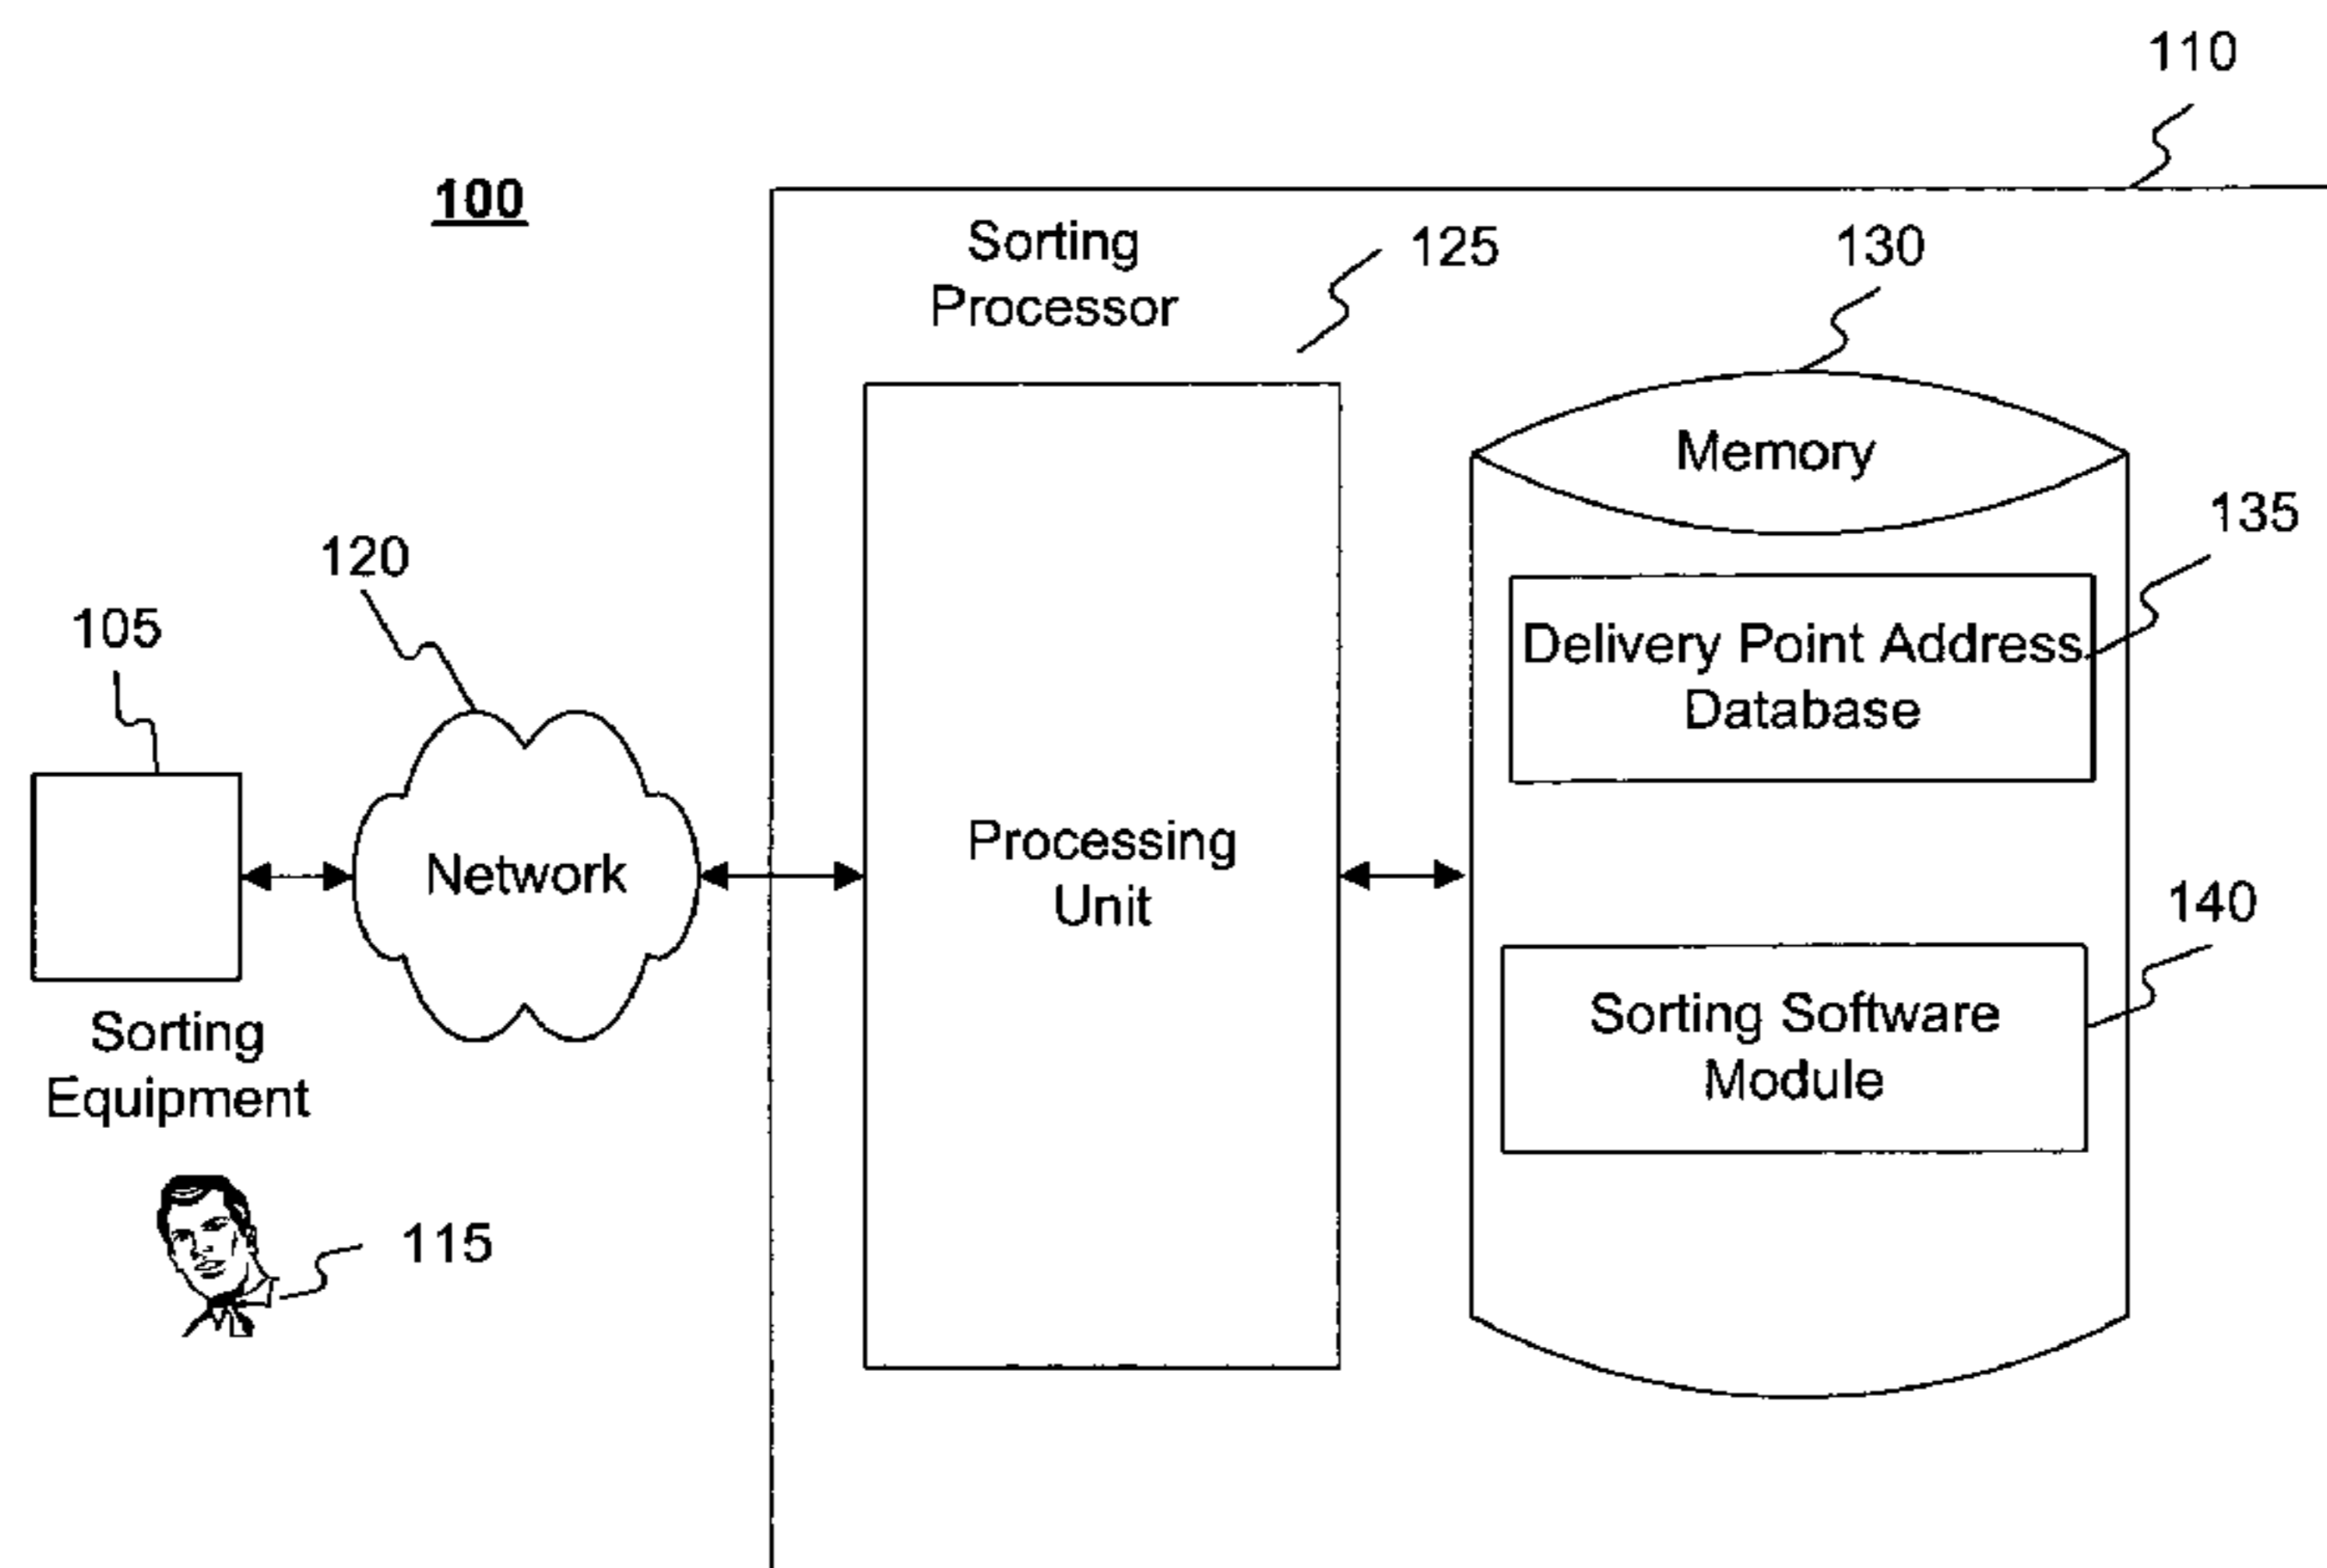 110
100
Sorting
Processor
125
130
Memory
135
Delivery Point Address
Database
120
105
Network
Processing
Unit
140
Sorting Software
Module
Sorting
Equipment
115